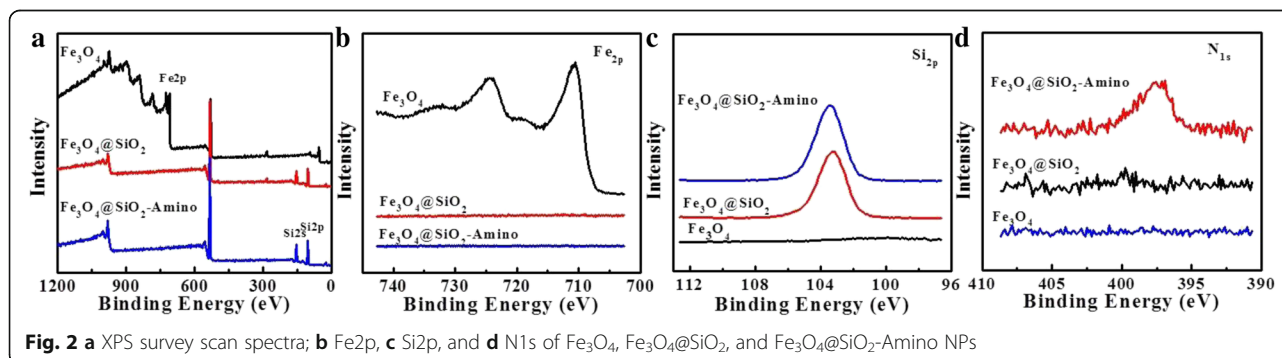 a
Fe₃O₄
Fe2p
Fe₃O₄@SiO₂
Fe₃O₄@SiO₂-Amino
Si2s
Si2p
Intensity
1200 900 600 300 0
Binding Energy (eV)
b
Fe₂ₚ
Fe₃O₄
Fe₃O₄@SiO₂
Fe₃O₄@SiO₂-Amino
Intensity
740 730 720 710 700
Binding Energy (eV)
c
Si₂ₚ
Fe₃O₄@SiO₂-Amino
Fe₃O₄@SiO₂
Fe₃O₄
Intensity
112 108 104 100 96
Binding Energy (eV)
d
N₁ₛ
Fe₃O₄@SiO₂-Amino
Fe₃O₄@SiO₂
Fe₃O₄
Intensity
410 405 400 395 390
Binding Energy (eV)
Fig. 2 a XPS survey scan spectra; b Fe2p, c Si2p, and d N1s of Fe₃O₄, Fe₃O₄@SiO₂, and Fe₃O₄@SiO₂-Amino NPs